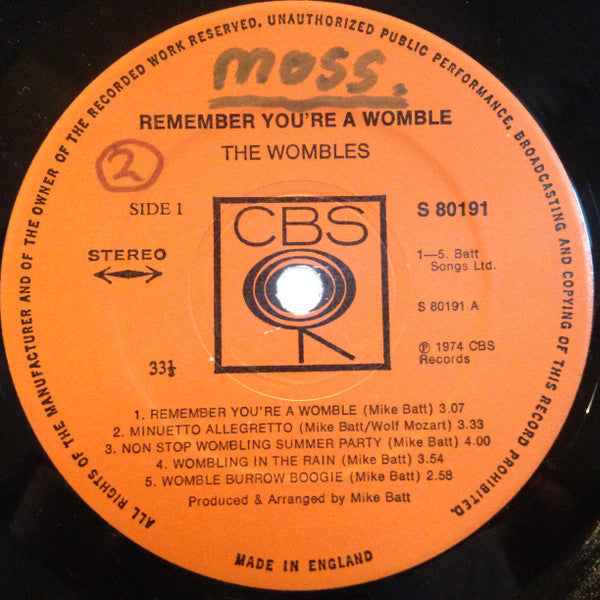 ALL RIGHTS OF THE MANUFACTURER AND OF THE OWNER OF THE RECORDED WORK RESERVED. UNAUTHORIZED PUBLIC PERFORMANCE, BROADCASTING AND COPYING OF THIS RECORD PROHIBITED.
moss.
REMEMBER YOU'RE A WOMBLE
THE WOMBLES
2
SIDE 1
CBS
S 80191
STEREO
1—5. Batt
Songs Ltd.
S 80191 A
33⅓
℗ 1974 CBS
Records
1. REMEMBER YOU'RE A WOMBLE (Mike Batt) 3.07
2. MINUETTO ALLEGRETTO (Mike Batt/Wolf Mozart) 3.33
3. NON STOP WOMBLING SUMMER PARTY (Mike Batt) 4.00
4. WOMBLING IN THE RAIN (Mike Batt) 3.54
5. WOMBLE BURROW BOOGIE (Mike Batt) 2.58
Produced & Arranged by Mike Batt
MADE IN ENGLAND